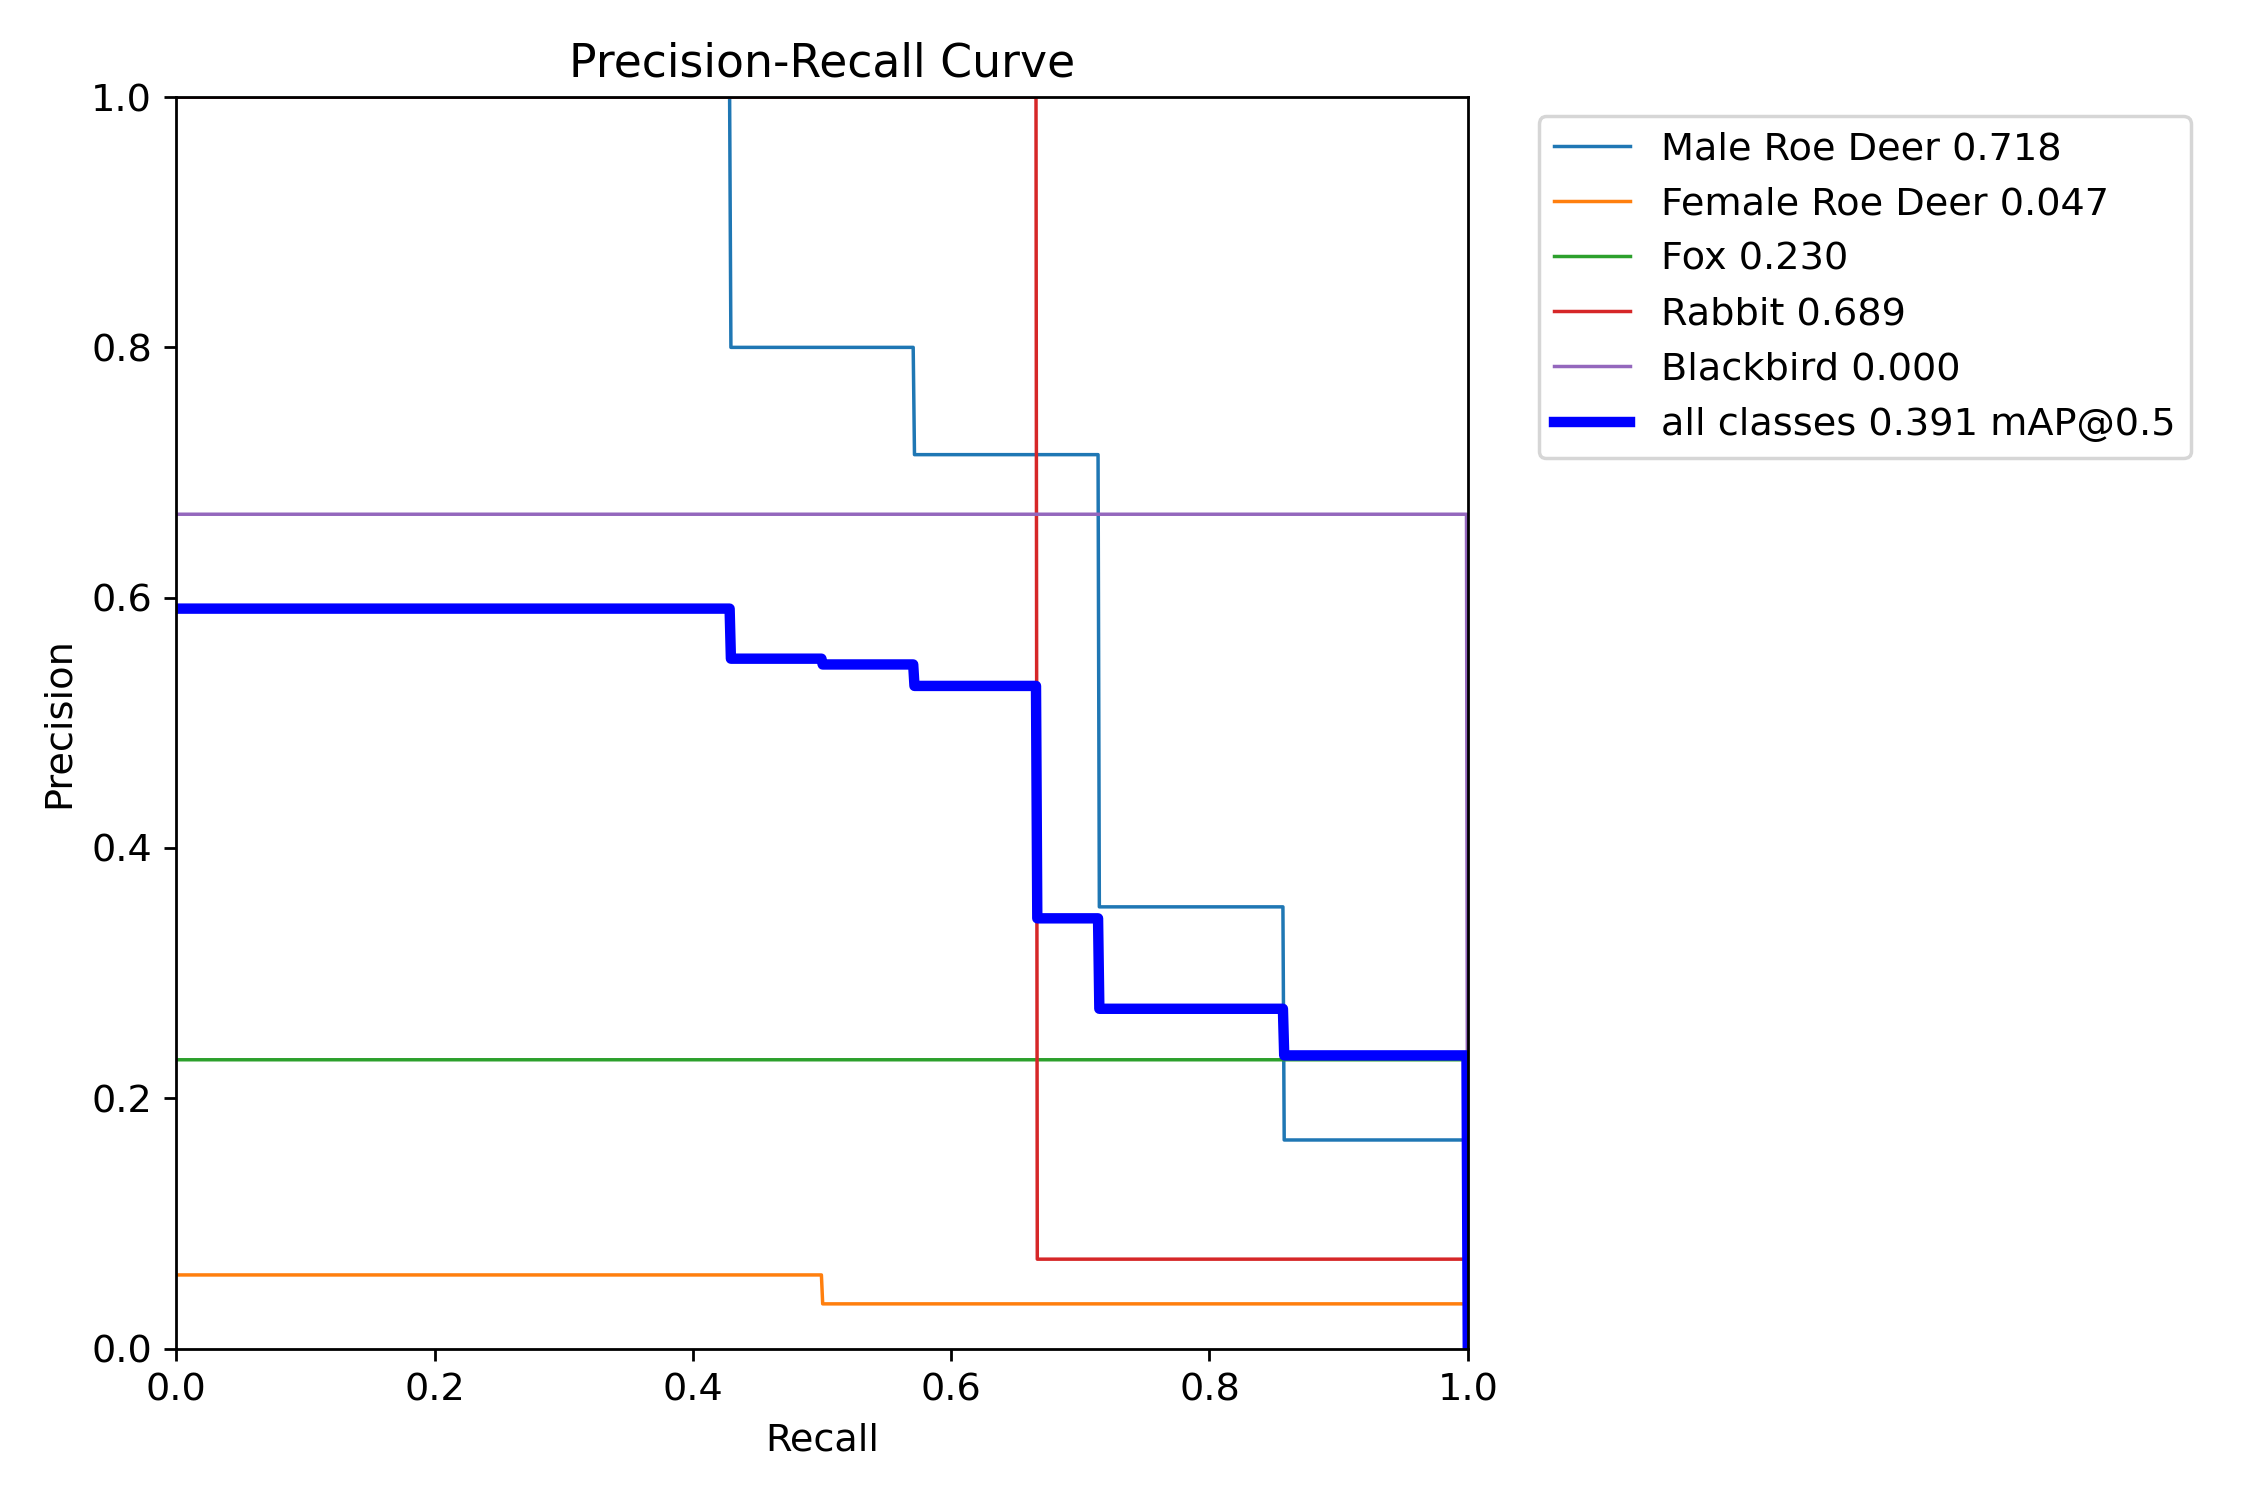 Precision-Recall Curve
1.0
0.8
0.6
0.4
0.2
0.0
Precision
0.0 0.2 0.4 0.6 0.8 1.0
Recall
Male Roe Deer 0.718
Female Roe Deer 0.047
Fox 0.230
Rabbit 0.689
Blackbird 0.000
all classes 0.391 mAP@0.5